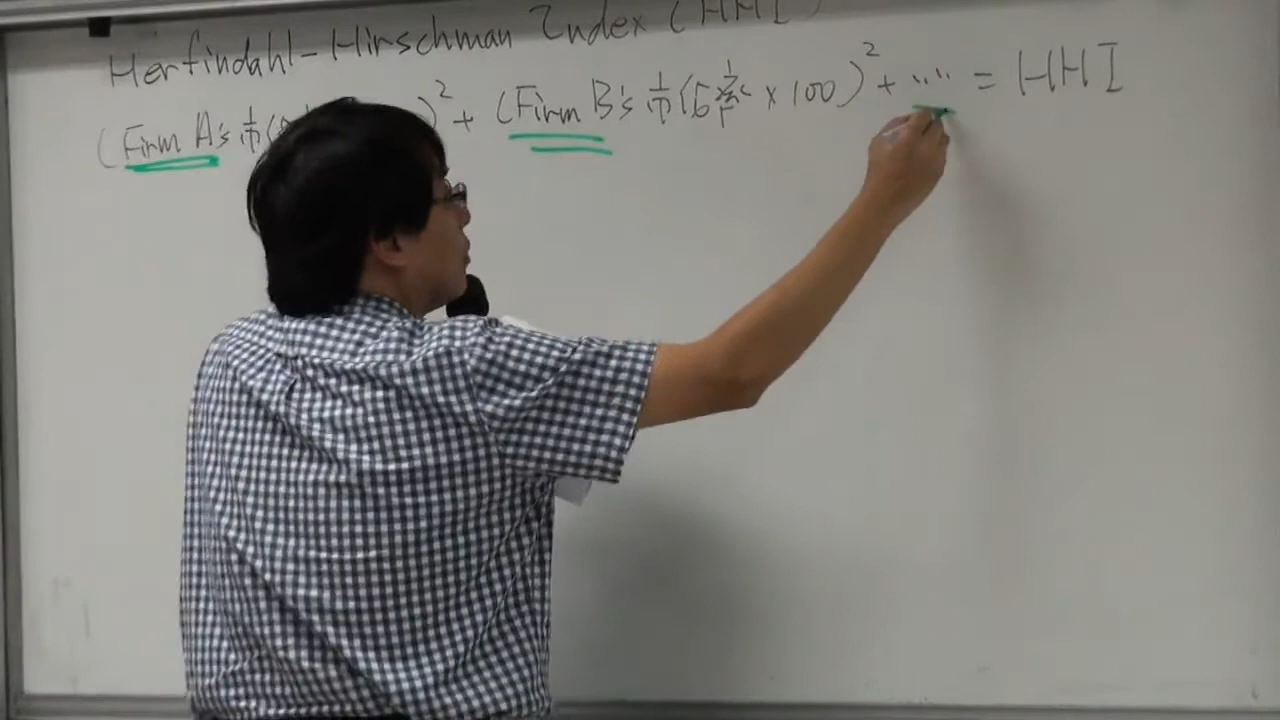 Herfindahl-Hirschman Index (HHI)
(Firm A's 市 )² + (Firm B's 市佔率 × 100)² + ..... = HHI